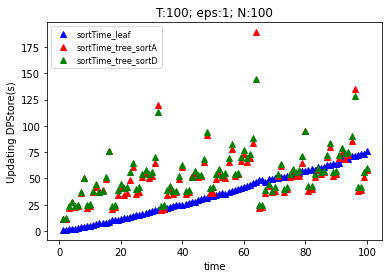 T:100; eps:1; N:100
sortTime_leaf
sortTime_tree_sortA
sortTime_tree_sortD
Updating DPStore(s)
175
150
125
100
75
50
25
0
0
20
40
60
80
100
time